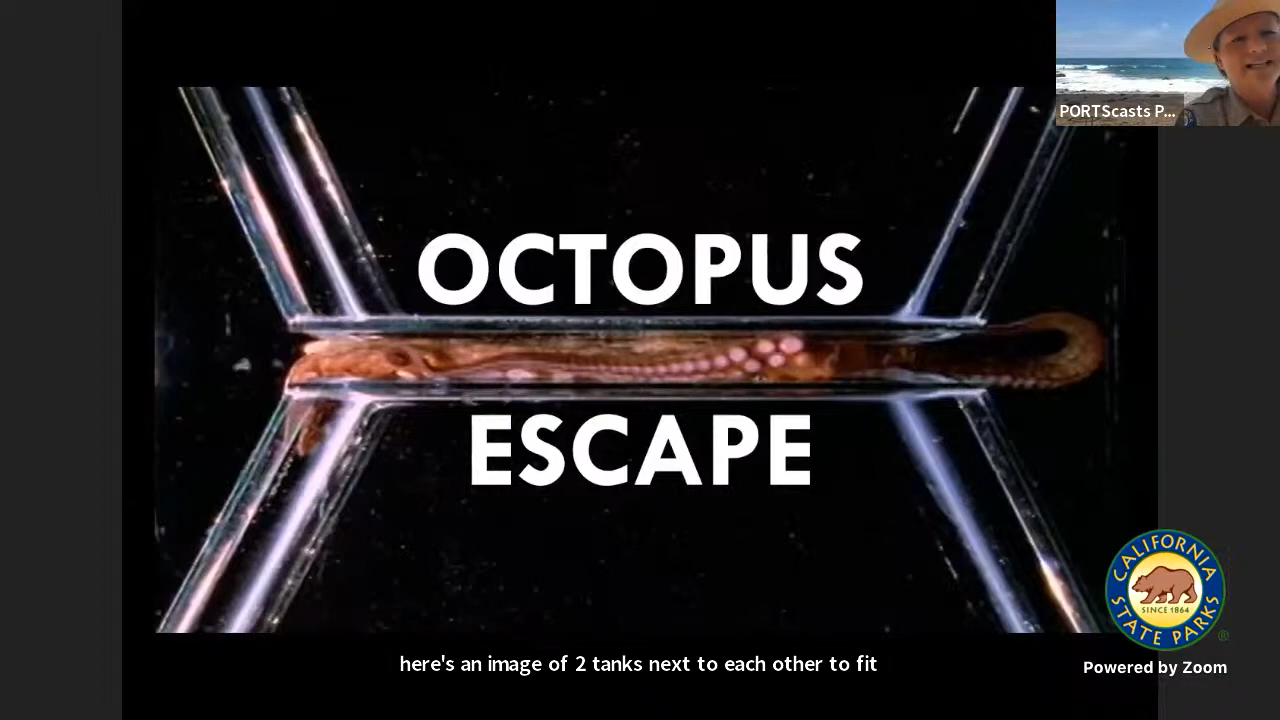 PORTScasts P...
OCTOPUS
ESCAPE
CALIFORNIA
SINCE 1864
STATE PARKS
®
here's an image of 2 tanks next to each other to fit
Powered by Zoom